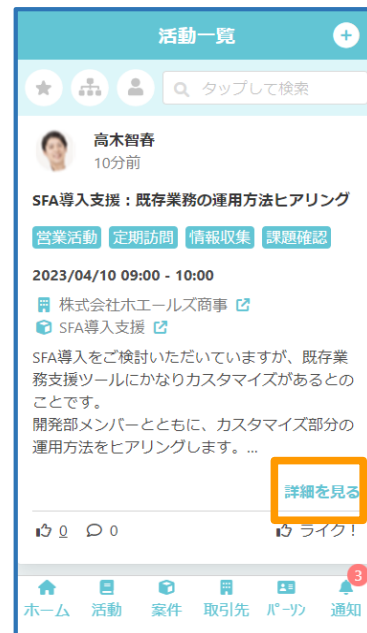 活動一覧
タップして検索
高木智春
10分前
SFA導入支援:既存業務の運用方法ヒアリング
営業活動 定期訪問 情報収集 課題確認
2023/04/10 09:00 - 10:00
株式会社ホエールズ商事
SFA導入支援
SFA導入をご検討いただいていますが、既存業
務支援ツールにかなりカスタマイズがあるとの
ことです。
開発部メンバーとともに、カスタマイズ部分の
運用方法をヒアリングします。...
詳細を見る
0 0 ライク!
3
ホーム 活動 案件 取引先 ﾊﾟｰｿﾝ 通知